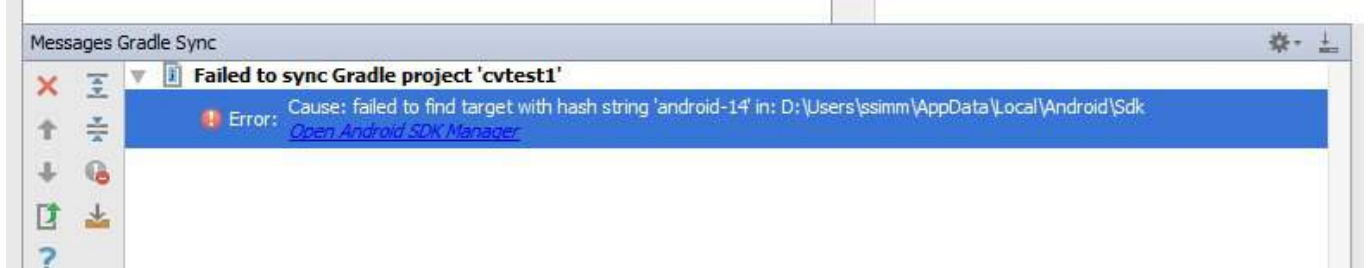 Messages Gradle Sync
Failed to sync Gradle project 'cvtest1'
Error: Cause: failed to find target with hash string 'android-14' in: D:\Users\ssimm\AppData\Local\Android\Sdk
Open Android SDK Manager